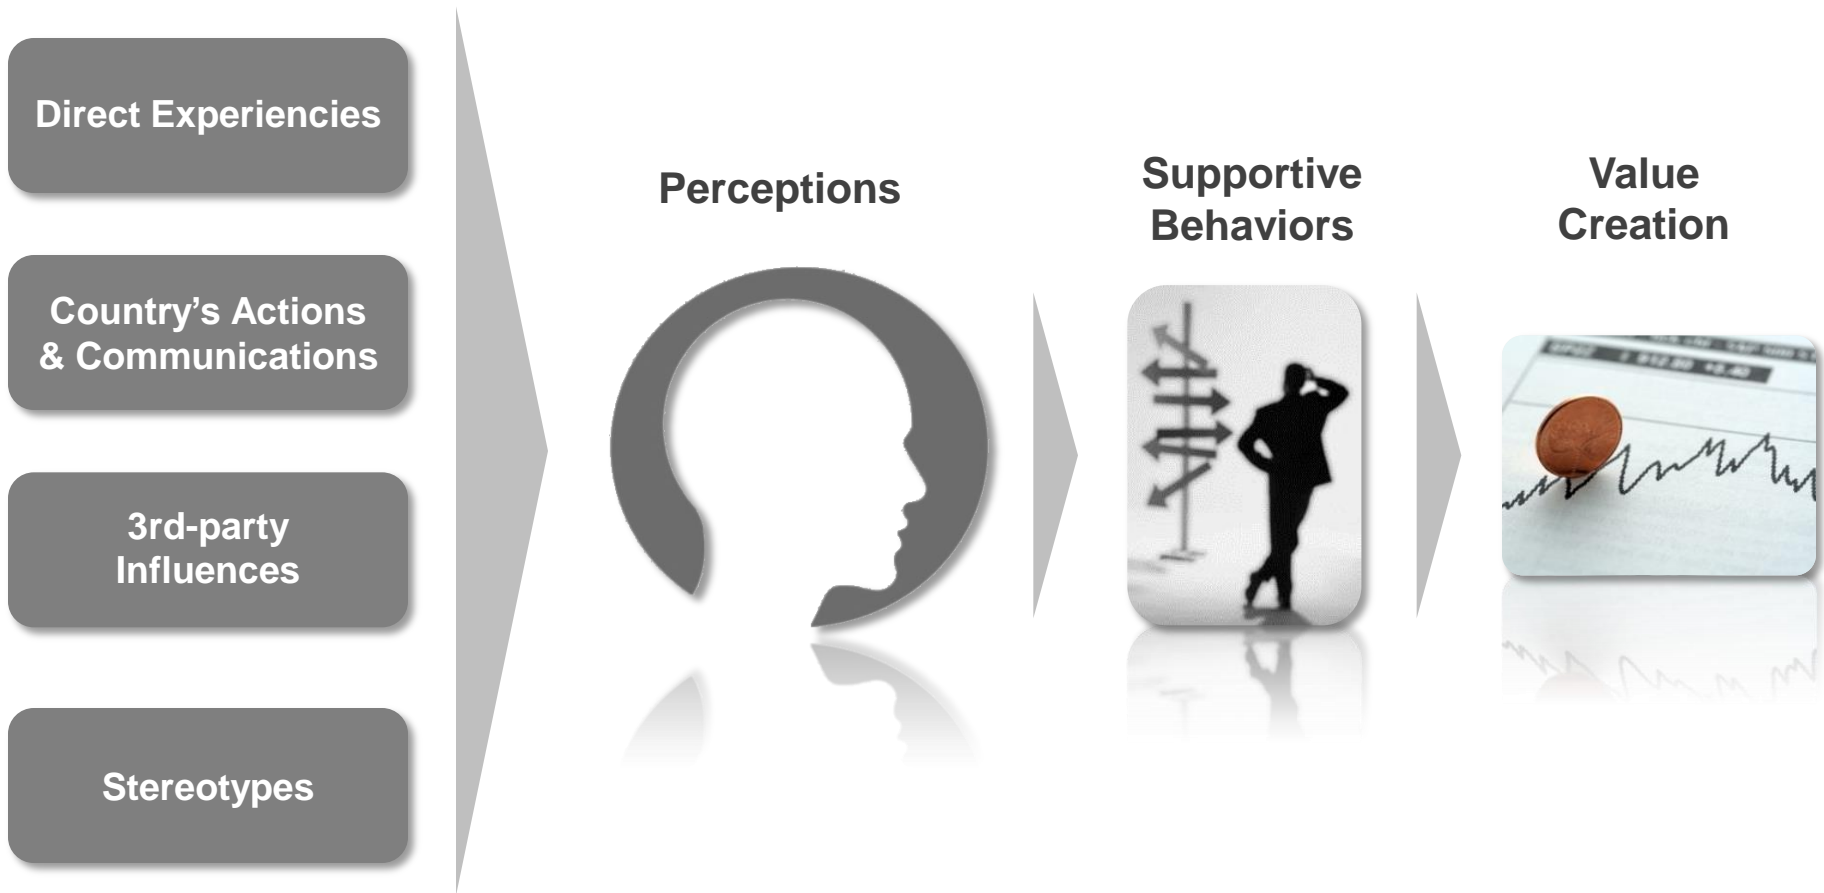 Direct Experiencies
Country’s Actions
& Communications
3rd-party
Influences
Stereotypes
Perceptions
Supportive
Behaviors
Value
Creation